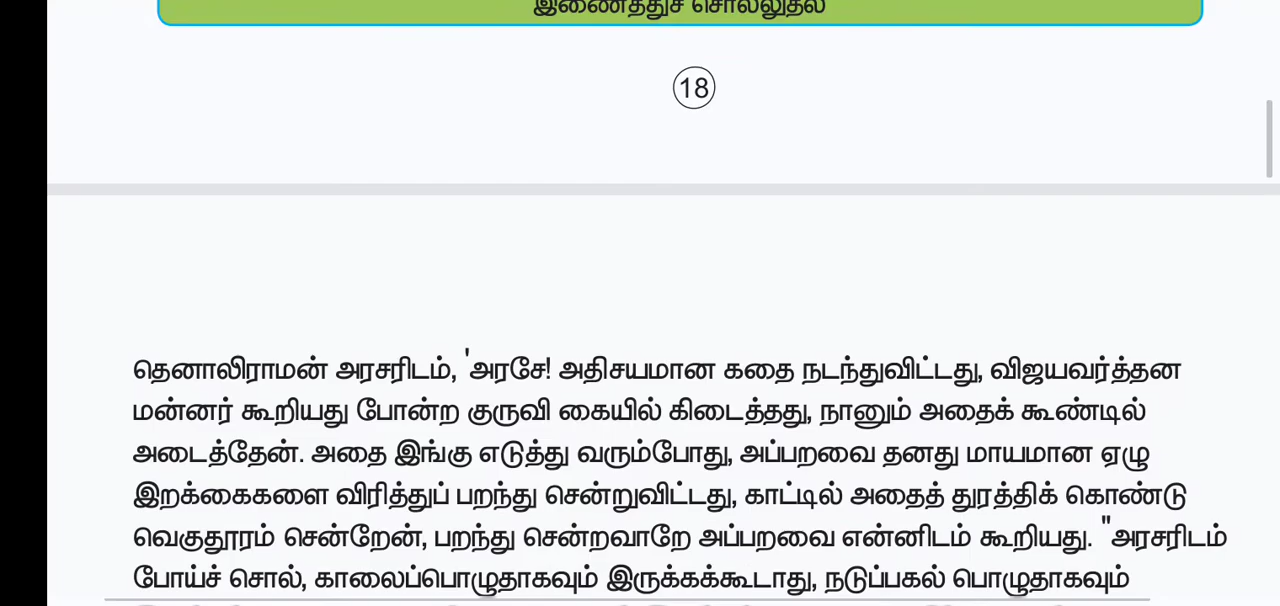 இணைத்துச் சொல்லுதல்
18
தெனாலிராமன் அரசரிடம், 'அரசே! அதிசயமான கதை நடந்துவிட்டது, விஜயவர்த்தன
மன்னர் கூறியது போன்ற குருவி கையில் கிடைத்தது, நானும் அதைக் கூண்டில்
அடைத்தேன். அதை இங்கு எடுத்து வரும்போது, அப்பறவை தனது மாயமான ஏழு
இறக்கைகளை விரித்துப் பறந்து சென்றுவிட்டது, காட்டில் அதைத் துரத்திக் கொண்டு
வெகுதூரம் சென்றேன், பறந்து சென்றவாறே அப்பறவை என்னிடம் கூறியது. "அரசரிடம்
போய்ச் சொல், காலைப்பொழுதாகவும் இருக்கக்கூடாது, நடுப்பகல் பொழுதாகவும்